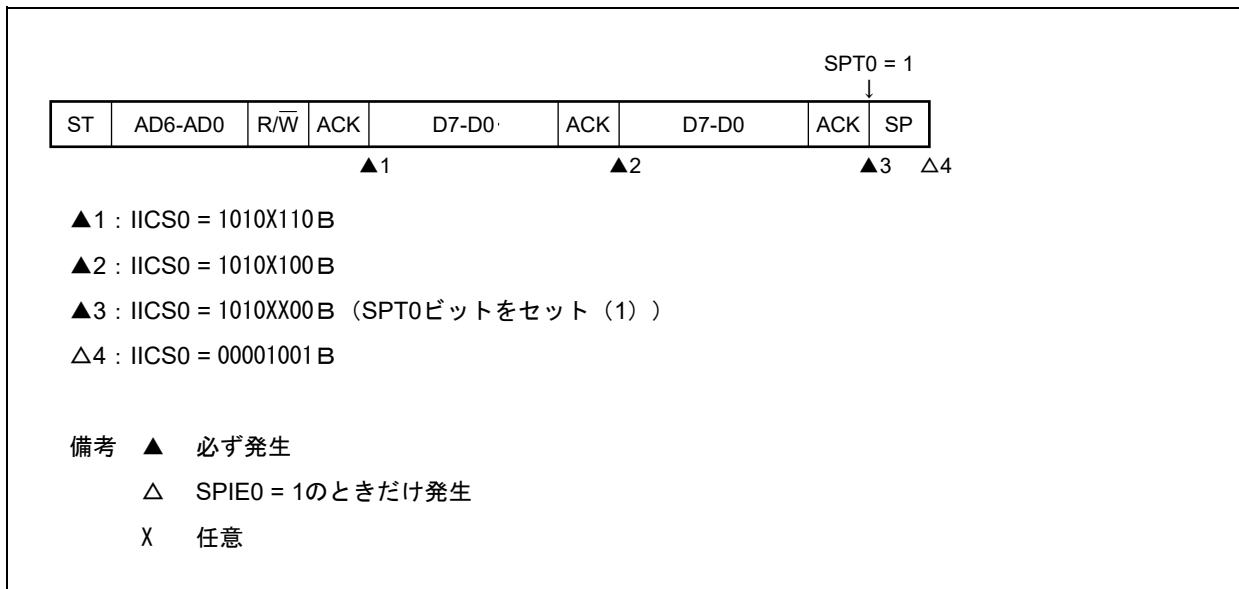 SPT0 = 1
↓
ST AD6-AD0 R/W̅ ACK D7-D0 ACK D7-D0 ACK SP
▲1 ▲2 ▲3 △4
▲1：IICS0 = 1010X110B
▲2：IICS0 = 1010X100B
▲3：IICS0 = 1010XX00B（SPT0ビットをセット（1））
△4：IICS0 = 00001001B
備考 ▲ 必ず発生
△ SPIE0 = 1のときだけ発生
X 任意